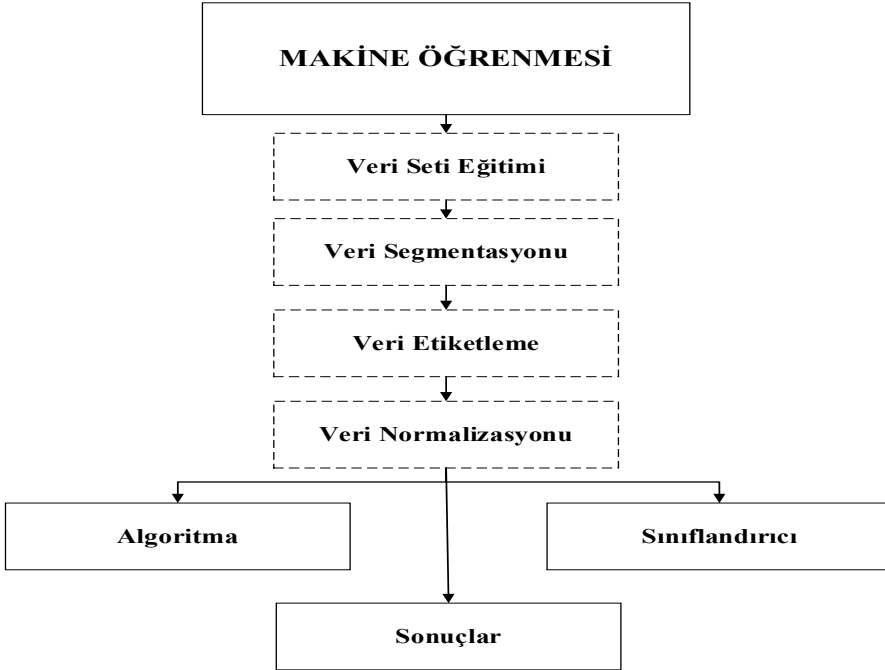 MAKİNE ÖĞRENMESİ
Veri Seti Eğitimi
Veri Segmentasyonu
Veri Etiketleme
Veri Normalizasyonu
Algoritma
Sınıflandırıcı
Sonuçlar